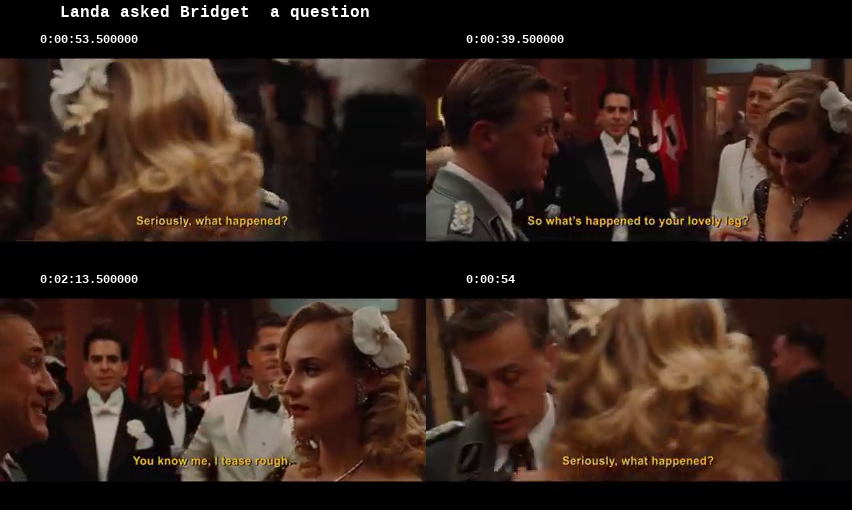 Landa asked Bridget  a question
0:00:53.500000
0:00:39.500000
Seriously, what happened?
So what's happened to your lovely leg?
0:02:13.500000
0:00:54
You know me, I tease rough.
Seriously, what happened?